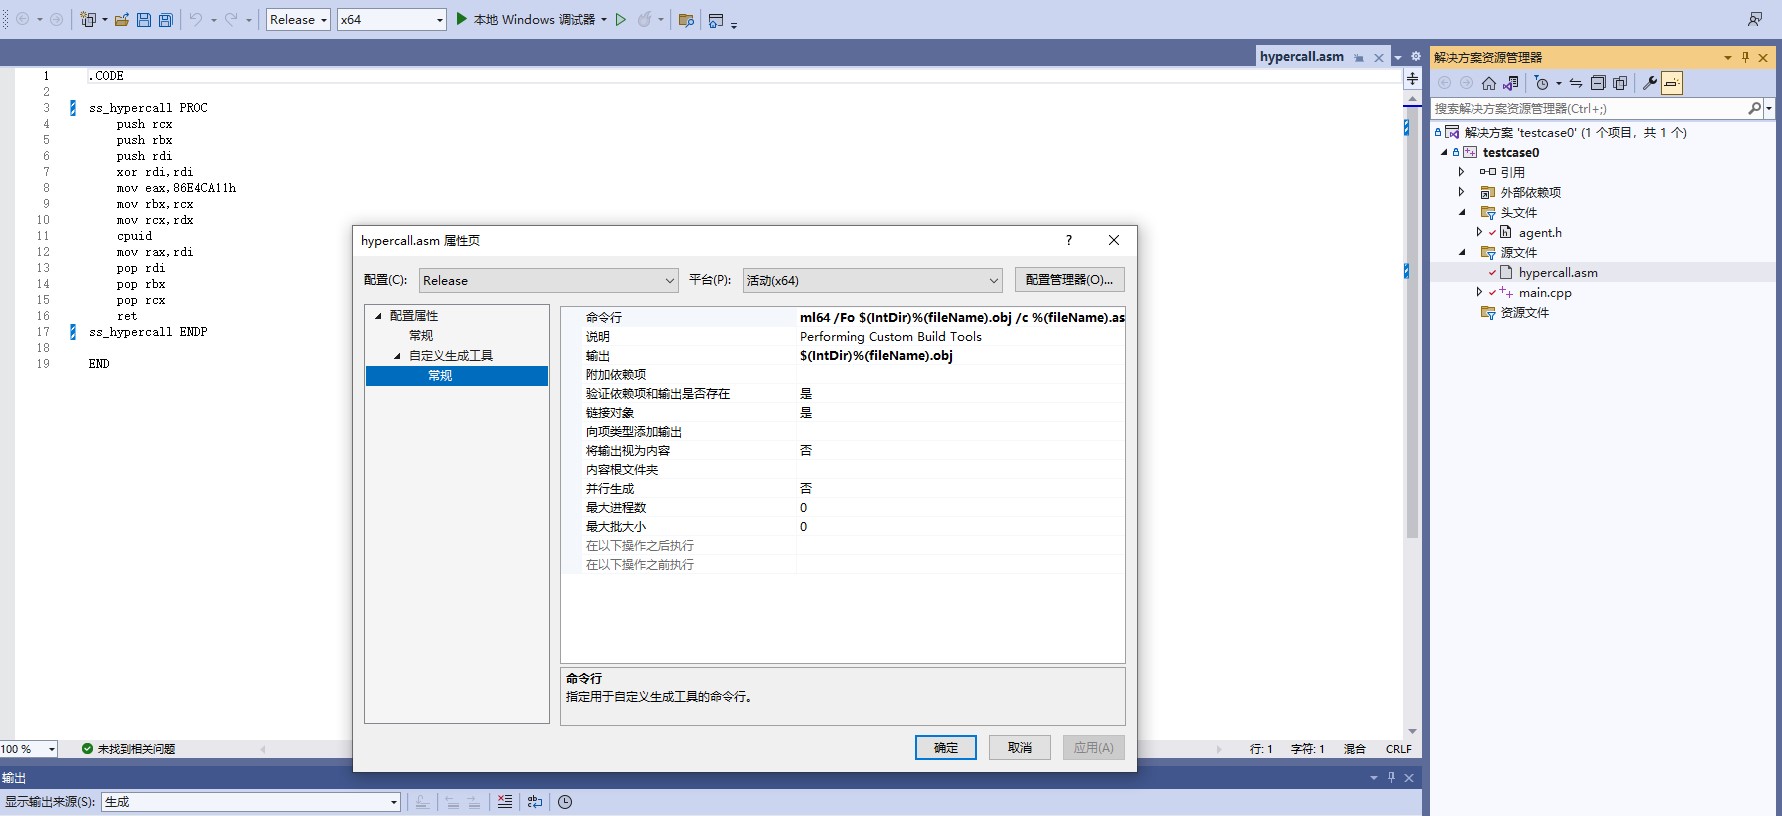 Release
x64
本地 Windows 调试器
hypercall.asm
1 .CODE
2
3 ss_hypercall PROC
4 push rcx
5 push rbx
6 push rdi
7 xor rdi,rdi
8 mov eax,86E4CA11h
9 mov rbx,rcx
10 mov rcx,rdx
11 cpuid
12 mov rax,rdi
13 pop rdi
14 pop rbx
15 pop rcx
16 ret
17 ss_hypercall ENDP
18
19 END
hypercall.asm 属性页
?
配置(C): Release 平台(P): 活动(x64) 配置管理器(O)...
配置属性
常规
自定义生成工具
常规
命令行 ml64 /Fo $(IntDir)%(fileName).obj /c %(fileName).as
说明 Performing Custom Build Tools
输出 $(IntDir)%(fileName).obj
附加依赖项
验证依赖项和输出是否存在 是
链接对象 是
向项类型添加输出
将输出视为内容 否
内容根文件夹
并行生成 否
最大进程数 0
最大批大小 0
在以下操作之后执行
在以下操作之前执行
命令行
指定用于自定义生成工具的命令行。
确定 取消 应用(A)
100 % 未找到相关问题 行: 1 字符: 1 混合 CRLF
输出
显示输出来源(S): 生成
解决方案资源管理器
搜索解决方案资源管理器(Ctrl+;)
解决方案 'testcase0' (1 个项目，共 1 个)
testcase0
引用
外部依赖项
头文件
agent.h
源文件
hypercall.asm
main.cpp
资源文件